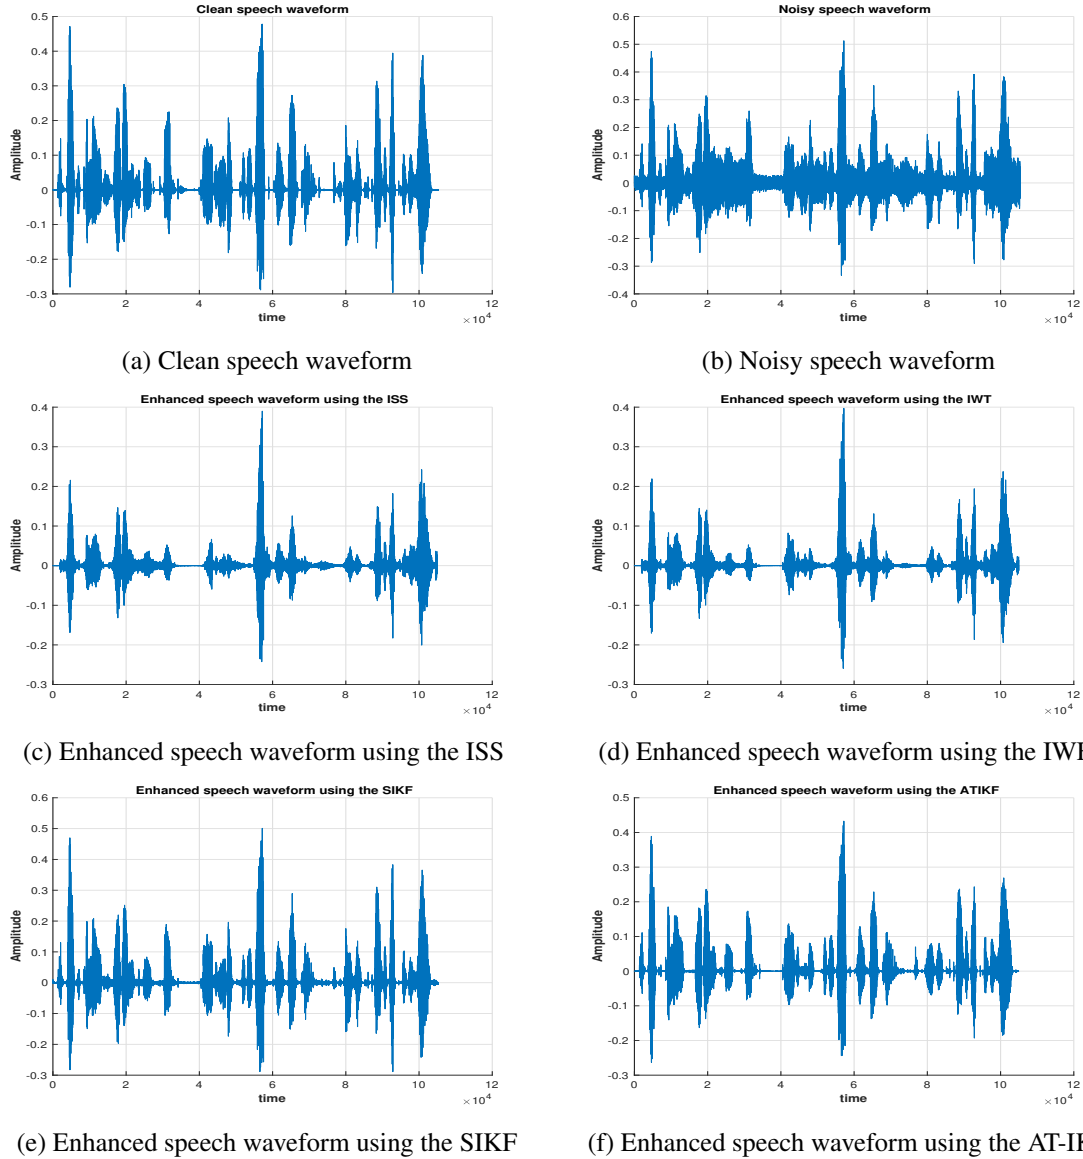 Clean speech waveform
0.5
0.4
0.3
0.2
0.1
0
-0.1
-0.2
-0.3
Amplitude
0 2 4 6 8 10 12
time
×10^4
(a) Clean speech waveform
Noisy speech waveform
0.6
0.5
0.4
0.3
0.2
0.1
0
-0.1
-0.2
-0.3
-0.4
Amplitude
0 2 4 6 8 10 12
time
×10^4
(b) Noisy speech waveform
Enhanced speech waveform using the ISS
0.4
0.3
0.2
0.1
0
-0.1
-0.2
-0.3
Amplitude
0 2 4 6 8 10 12
time
×10^4
(c) Enhanced speech waveform using the ISS
Enhanced speech waveform using the IWT
0.4
0.3
0.2
0.1
0
-0.1
-0.2
-0.3
Amplitude
0 2 4 6 8 10 12
time
×10^4
(d) Enhanced speech waveform using the
Enhanced speech waveform using the SIKF
0.6
0.5
0.4
0.3
0.2
0.1
0
-0.1
-0.2
-0.3
Amplitude
0 2 4 6 8 10 12
time
×10^4
(e) Enhanced speech waveform using the SIKF
Enhanced speech waveform using the ATIKF
0.5
0.4
0.3
0.2
0.1
0
-0.1
-0.2
-0.3
Amplitude
0 2 4 6 8 10 12
time
×10^4
(f) Enhanced speech waveform using the